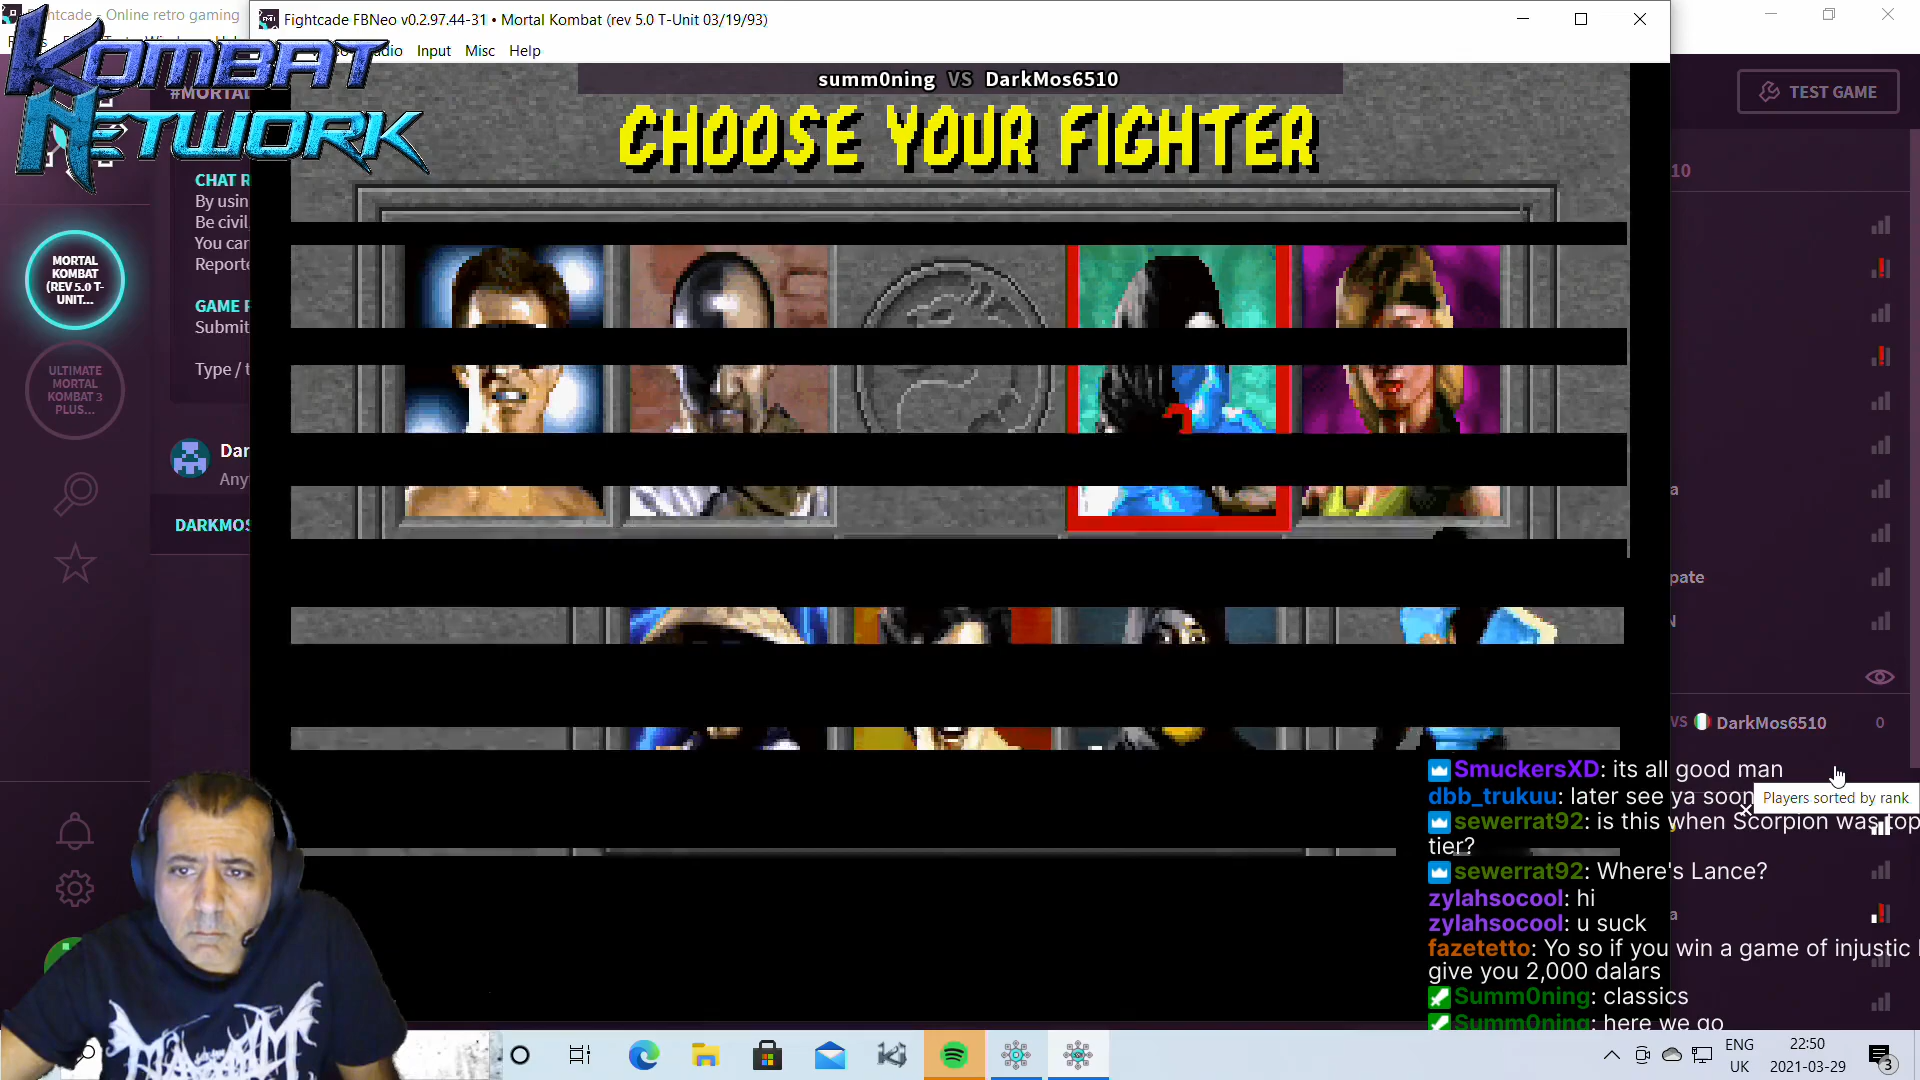 Fightcade - Online retro gaming
Fightcade FBNeo v0.2.97.44-31 • Mortal Kombat (rev 5.0 T-Unit 03/19/93)
Input Misc Help
KOMBAT
NETWORK
#MORTAL
summ0ning VS DarkMos6510
TEST GAME
CHOOSE YOUR FIGHTER
10
CHAT R
By usin
Be civil,
You can
Reporte
GAME
Submit
Type / t
MORTAL
KOMBAT
(REV 5.0 T-
UNIT...
ULTIMATE
MORTAL
KOMBAT 3
PLUS...
Dar
Any
DARKMOS
a
pate
N
VS DarkMos6510 0
Players sorted by rank
SmuckersXD: its all good man
dbb_trukuu: later see ya soon
sewerrat92: is this when Scorpion was top
tier?
sewerrat92: Where's Lance?
zylahsocool: hi
zylahsocool: u suck
a
fazetetto: Yo so if you win a game of injustic
give you 2,000 dalars
Summ0ning: classics
Summ0ning: here we go
ENG
UK
22:50
2021-03-29
3